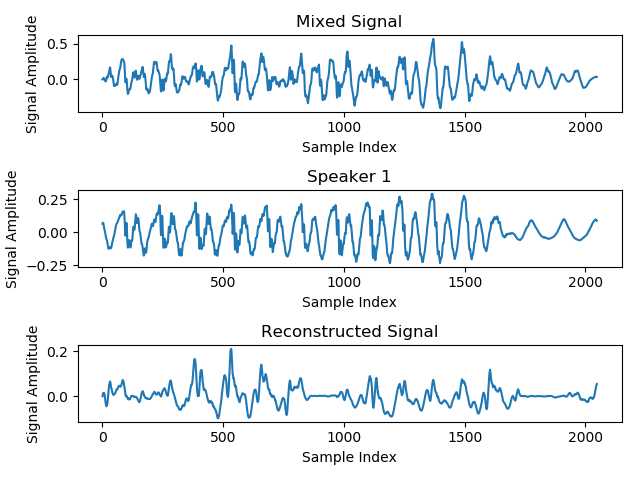 Mixed Signal
Signal Amplitude
0.5
0.0
0 500 1000 1500 2000
Sample Index
Speaker 1
Signal Amplitude
0.25
0.00
−0.25
0 500 1000 1500 2000
Sample Index
Reconstructed Signal
Signal Amplitude
0.2
0.0
0 500 1000 1500 2000
Sample Index